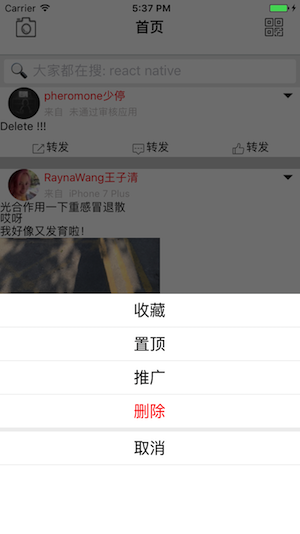 Carrier 5:37 PM
首页
大家都在搜: react native
pheromone少停
来自 未通过审核应用
Delete !!!
转发 转发 转发
RaynaWang王子清
来自 iPhone 7 Plus
光合作用一下重感冒退散
哎呀
我好像又发育啦!
收藏
置顶
推广
删除
取消